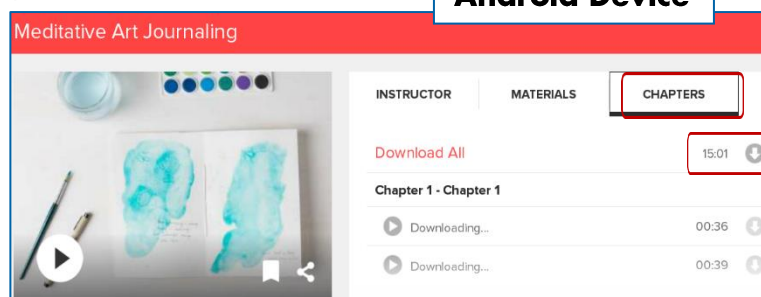 Android Device
Meditative Art Journaling
INSTRUCTOR MATERIALS CHAPTERS
Download All 15:01
Chapter 1 - Chapter 1
Downloading... 00:36
Downloading... 00:39